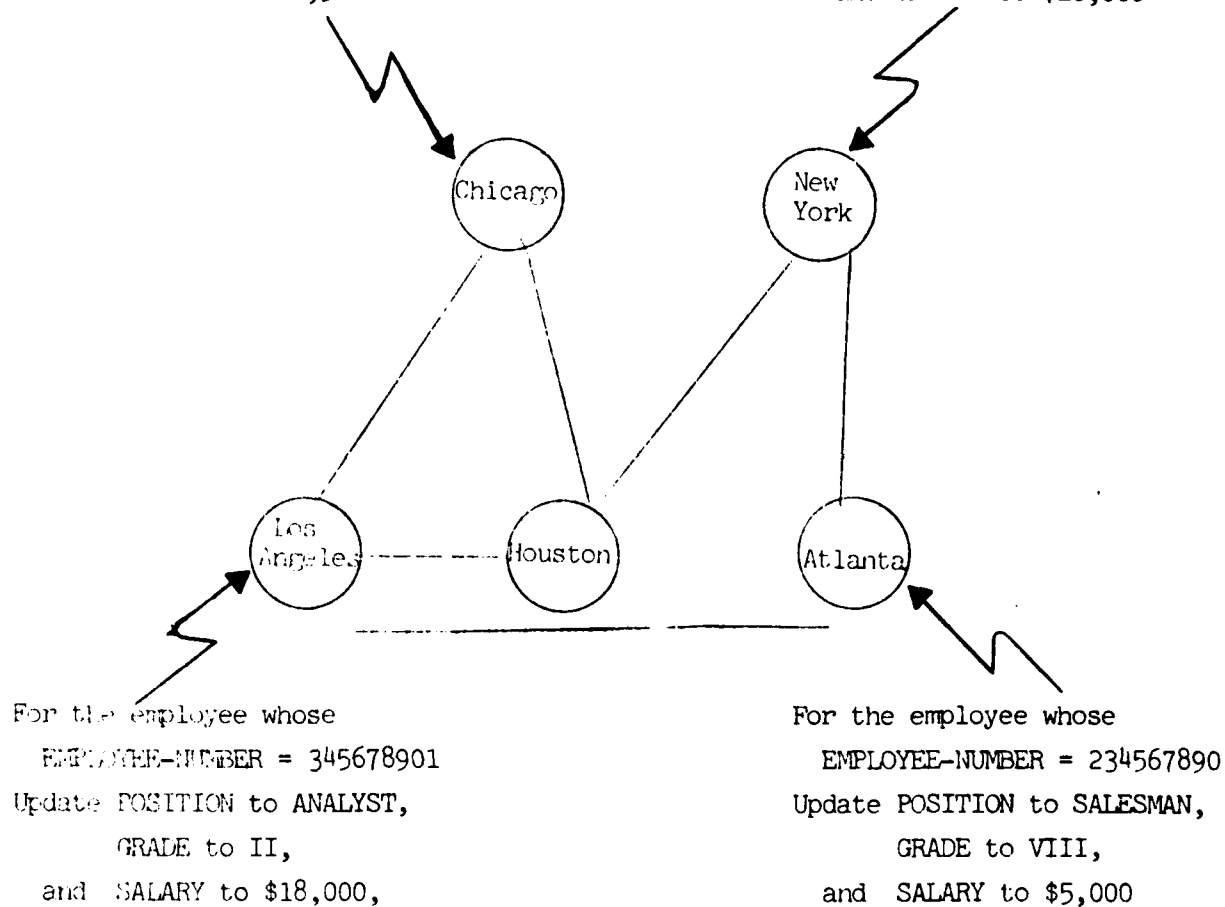 Chicago
New
York
Los
Angeles
Houston
Atlanta
For the employee whose
EMPLOYEE-NUMBER = 345678901
Update POSITION to ANALYST,
GRADE to II,
and SALARY to $18,000,
For the employee whose
EMPLOYEE-NUMBER = 234567890
Update POSITION to SALESMAN,
GRADE to VIII,
and SALARY to $5,000